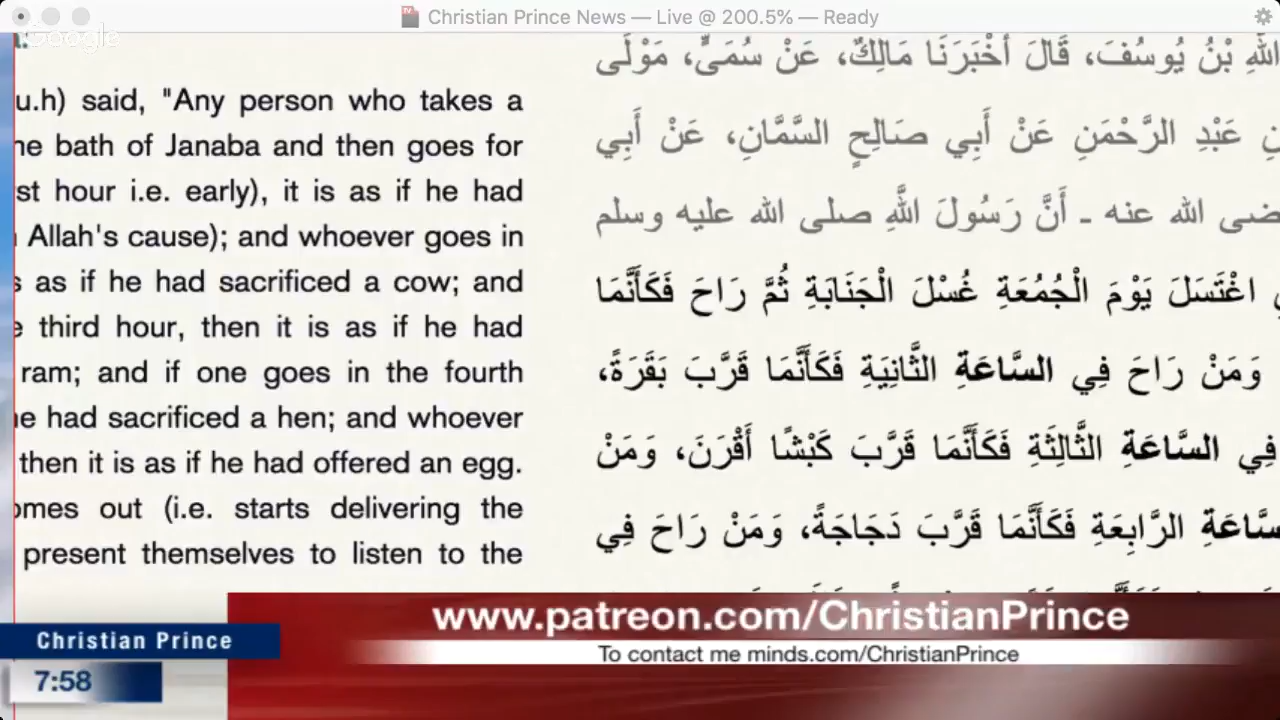 Christian Prince News — Live @ 200.5% — Ready
Google
u.h) said, "Any person who takes a
he bath of Janaba and then goes for
st hour i.e. early), it is as if he had
Allah's cause); and whoever goes in
s as if he had sacrificed a cow; and
e third hour, then it is as if he had
ram; and if one goes in the fourth
he had sacrificed a hen; and whoever
then it is as if he had offered an egg.
omes out (i.e. starts delivering the
present themselves to listen to the
اللَّهِ بْنُ يُوسُفَ، قَالَ أَخْبَرَنَا مَالِكٌ، عَنْ سُمَىٍّ، مَوْلَى
عَبْدِ الرَّحْمَنِ عَنْ أَبِي صَالِحٍ السَّمَّانِ، عَنْ أَبِي
ضى الله عنه ـ أَنَّ رَسُولَ اللَّهِ صلى الله عليه وسلم
اغْتَسَلَ يَوْمَ الْجُمُعَةِ غُسْلَ الْجَنَابَةِ ثُمَّ رَاحَ فَكَأَنَّمَا
وَمَنْ رَاحَ فِي السَّاعَةِ الثَّانِيَةِ فَكَأَنَّمَا قَرَّبَ بَقَرَةً،
فِي السَّاعَةِ الثَّالِثَةِ فَكَأَنَّمَا قَرَّبَ كَبْشًا أَقْرَنَ، وَمَنْ
سَّاعَةِ الرَّابِعَةِ فَكَأَنَّمَا قَرَّبَ دَجَاجَةً، وَمَنْ رَاحَ فِي
www.patreon.com/ChristianPrince
To contact me minds.com/ChristianPrince
Christian Prince
7:58